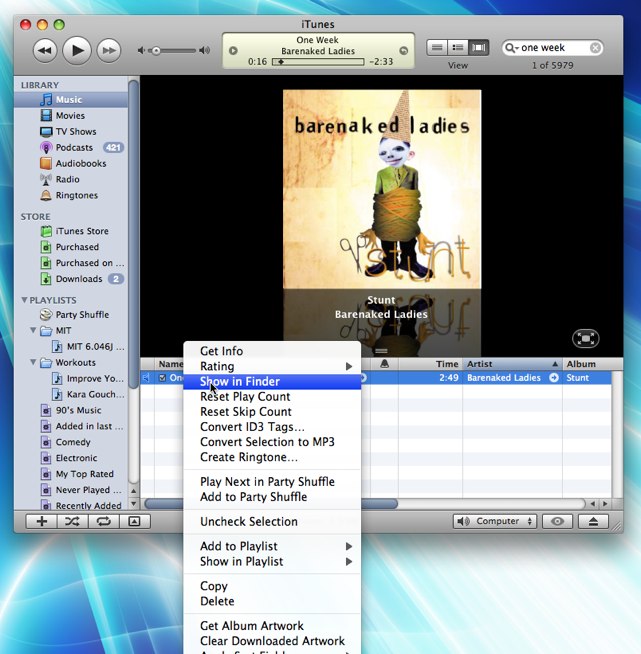 iTunes
One Week
Barenaked Ladies
0:16
-2:33
View
one week
1 of 5979
LIBRARY
Music
Movies
TV Shows
Podcasts 421
Audiobooks
Radio
Ringtones
STORE
iTunes Store
Purchased
Purchased on ...
Downloads 2
PLAYLISTS
Party Shuffle
MIT
MIT 6.046J ...
Workouts
Improve Yo...
Kara Gouch...
90's Music
Added in last ...
Comedy
Electronic
My Top Rated
Never Played ...
Recently Added
barenaked ladies
stunt
Stunt
Barenaked Ladies
Name Time Artist Album
On 2:49 Barenaked Ladies Stunt
Get Info
Rating
Show in Finder
Reset Play Count
Reset Skip Count
Convert ID3 Tags...
Convert Selection to MP3
Create Ringtone...
Play Next in Party Shuffle
Add to Party Shuffle
Uncheck Selection
Add to Playlist
Show in Playlist
Copy
Delete
Get Album Artwork
Clear Downloaded Artwork
Computer